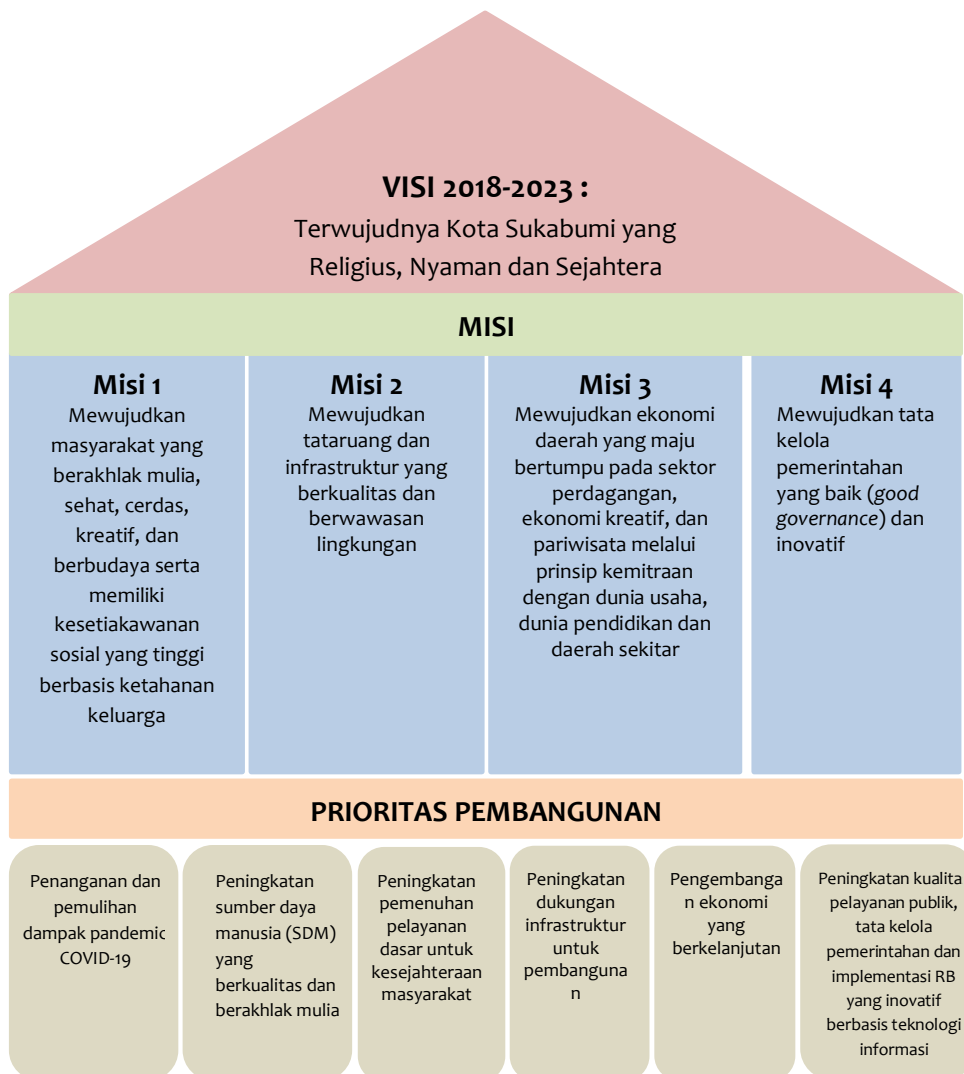 VISI 2018-2023 :
Terwujudnya Kota Sukabumi yang
Religius, Nyaman dan Sejahtera
MISI
Misi 1
Mewujudkan
masyarakat yang
berakhlak mulia,
sehat, cerdas,
kreatif, dan
berbudaya serta
memiliki
kesetiakawanan
sosial yang tinggi
berbasis ketahanan
keluarga
Misi 2
Mewujudkan
tataruang dan
infrastruktur yang
berkualitas dan
berwawasan
lingkungan
Misi 3
Mewujudkan ekonomi
daerah yang maju
bertumpu pada sektor
perdagangan,
ekonomi kreatif, dan
pariwisata melalui
prinsip kemitraan
dengan dunia usaha,
dunia pendidikan dan
daerah sekitar
Misi 4
Mewujudkan tata
kelola
pemerintahan
yang baik (good
governance) dan
inovatif
PRIORITAS PEMBANGUNAN
Penanganan dan
pemulihan
dampak pandemic
COVID-19
Peningkatan
sumber daya
manusia (SDM)
yang
berkualitas dan
berakhlak mulia
Peningkatan
pemenuhan
pelayanan
dasar untuk
kesejahteraan
masyarakat
Peningkatan
dukungan
infrastruktur
untuk
pembanguna
n
Pengembanga
n ekonomi
yang
berkelanjutan
Peningkatan kualita
pelayanan publik,
tata kelola
pemerintahan dan
implementasi RB
yang inovatif
berbasis teknologi
informasi